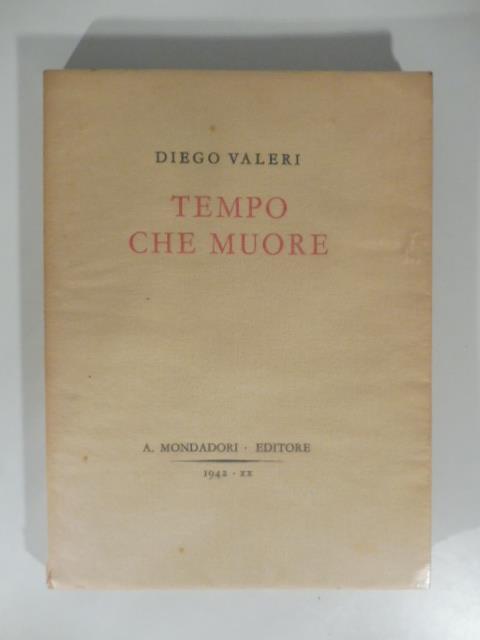 DIEGO VALERI
TEMPO
CHE MUORE
A. MONDADORI · EDITORE
1942 · XX